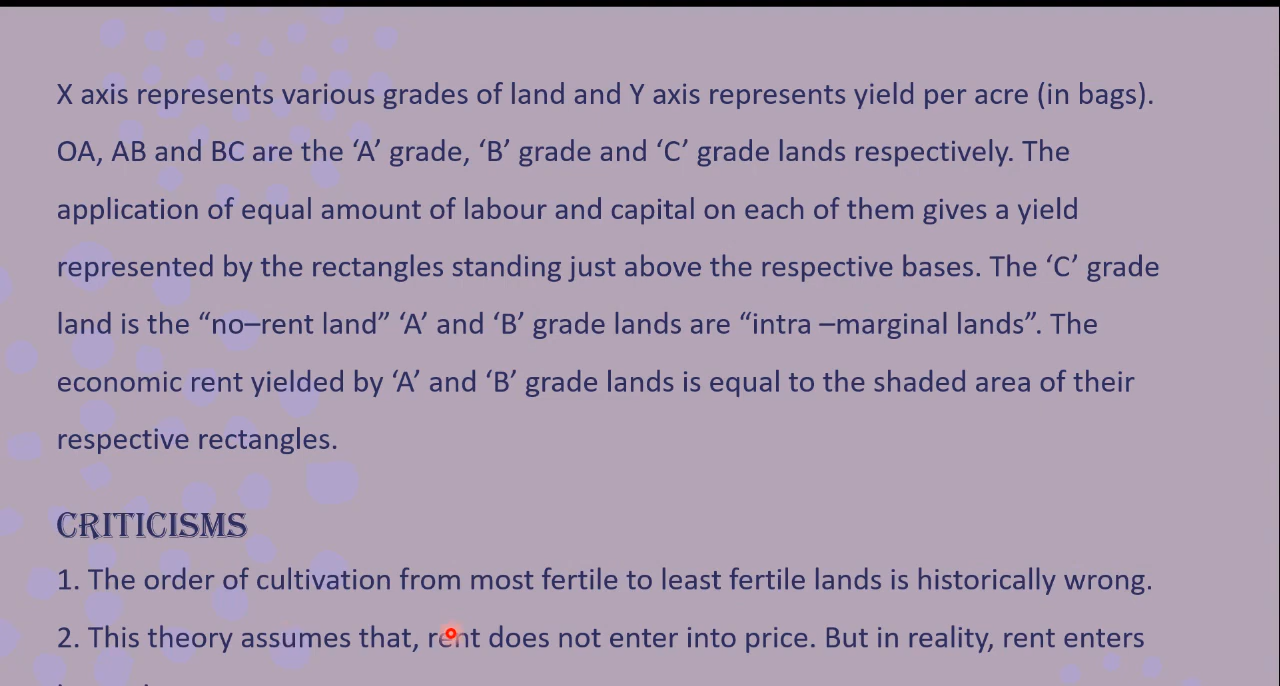 X axis represents various grades of land and Y axis represents yield per acre (in bags).
OA, AB and BC are the ‘A’ grade, ‘B’ grade and ‘C’ grade lands respectively. The
application of equal amount of labour and capital on each of them gives a yield
represented by the rectangles standing just above the respective bases. The ‘C’ grade
land is the “no–rent land” ‘A’ and ‘B’ grade lands are “intra –marginal lands”. The
economic rent yielded by ‘A’ and ‘B’ grade lands is equal to the shaded area of their
respective rectangles.
CRITICISMS
1. The order of cultivation from most fertile to least fertile lands is historically wrong.
2. This theory assumes that, rent does not enter into price. But in reality, rent enters